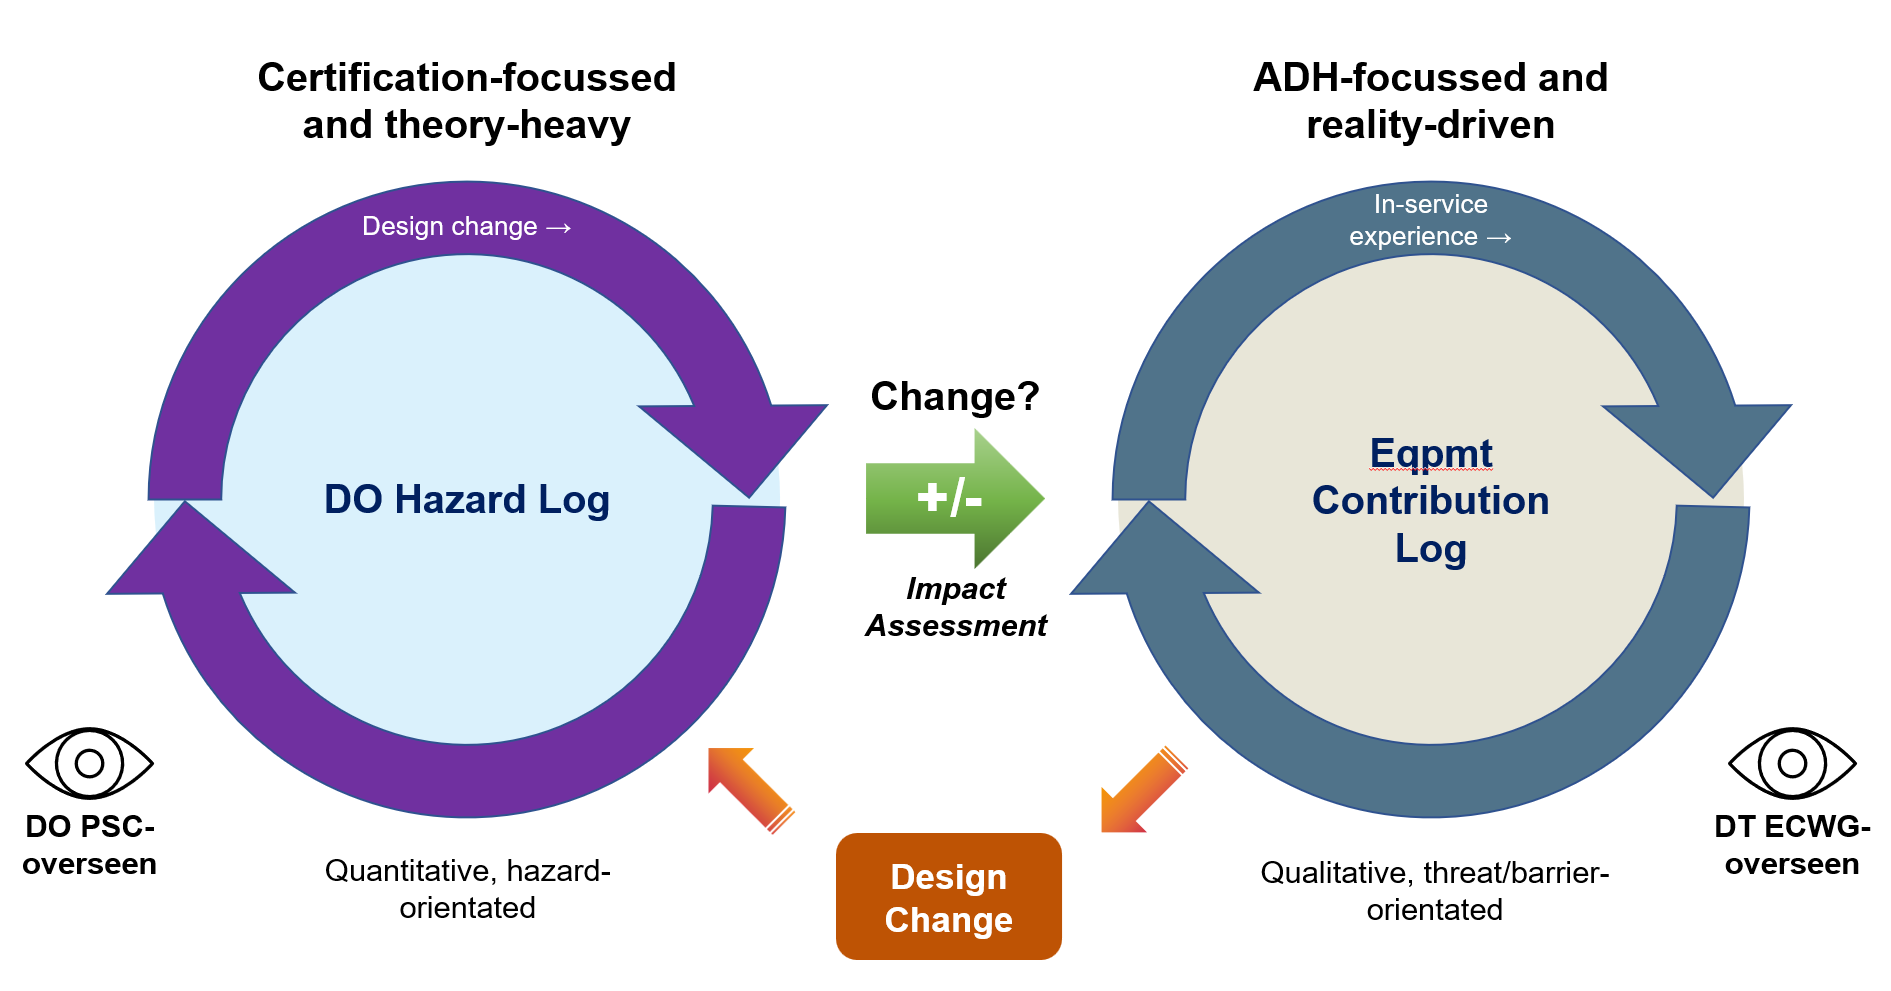 Certification-focussed
and theory-heavy
ADH-focussed and
reality-driven
Design change →
In-service
experience →
Change?
+/-
Impact
Assessment
DO Hazard Log
Eqpmt
Contribution
Log
DO PSC-
overseen
DT ECWG-
overseen
Quantitative, hazard-
orientated
Design
Change
Qualitative, threat/barrier-
orientated